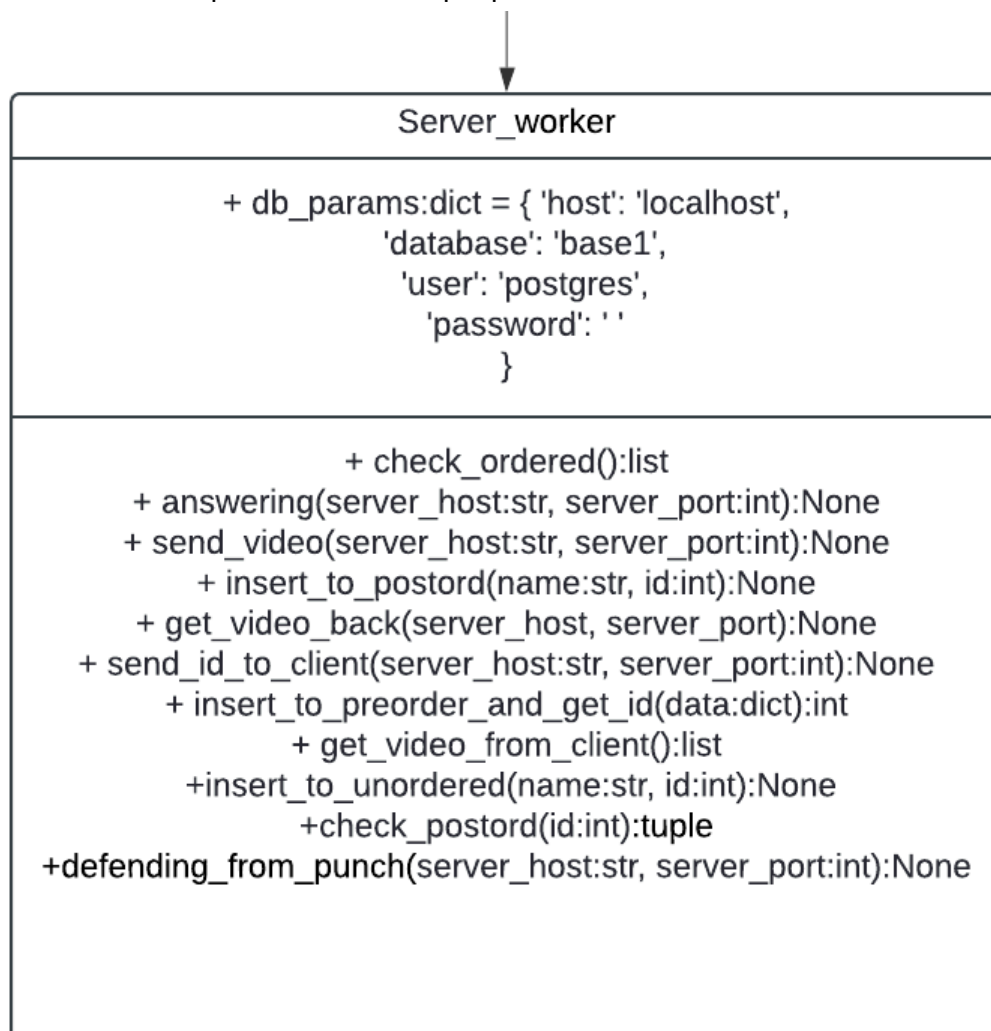 Server_worker
+ db_params:dict = { 'host': 'localhost',
'database': 'base1',
'user': 'postgres',
'password': ' '
}
+ check_ordered():list
+ answering(server_host:str, server_port:int):None
+ send_video(server_host:str, server_port:int):None
+ insert_to_postord(name:str, id:int):None
+ get_video_back(server_host, server_port):None
+ send_id_to_client(server_host:str, server_port:int):None
+ insert_to_preorder_and_get_id(data:dict):int
+ get_video_from_client():list
+insert_to_unordered(name:str, id:int):None
+check_postord(id:int):tuple
+defending_from_punch(server_host:str, server_port:int):None